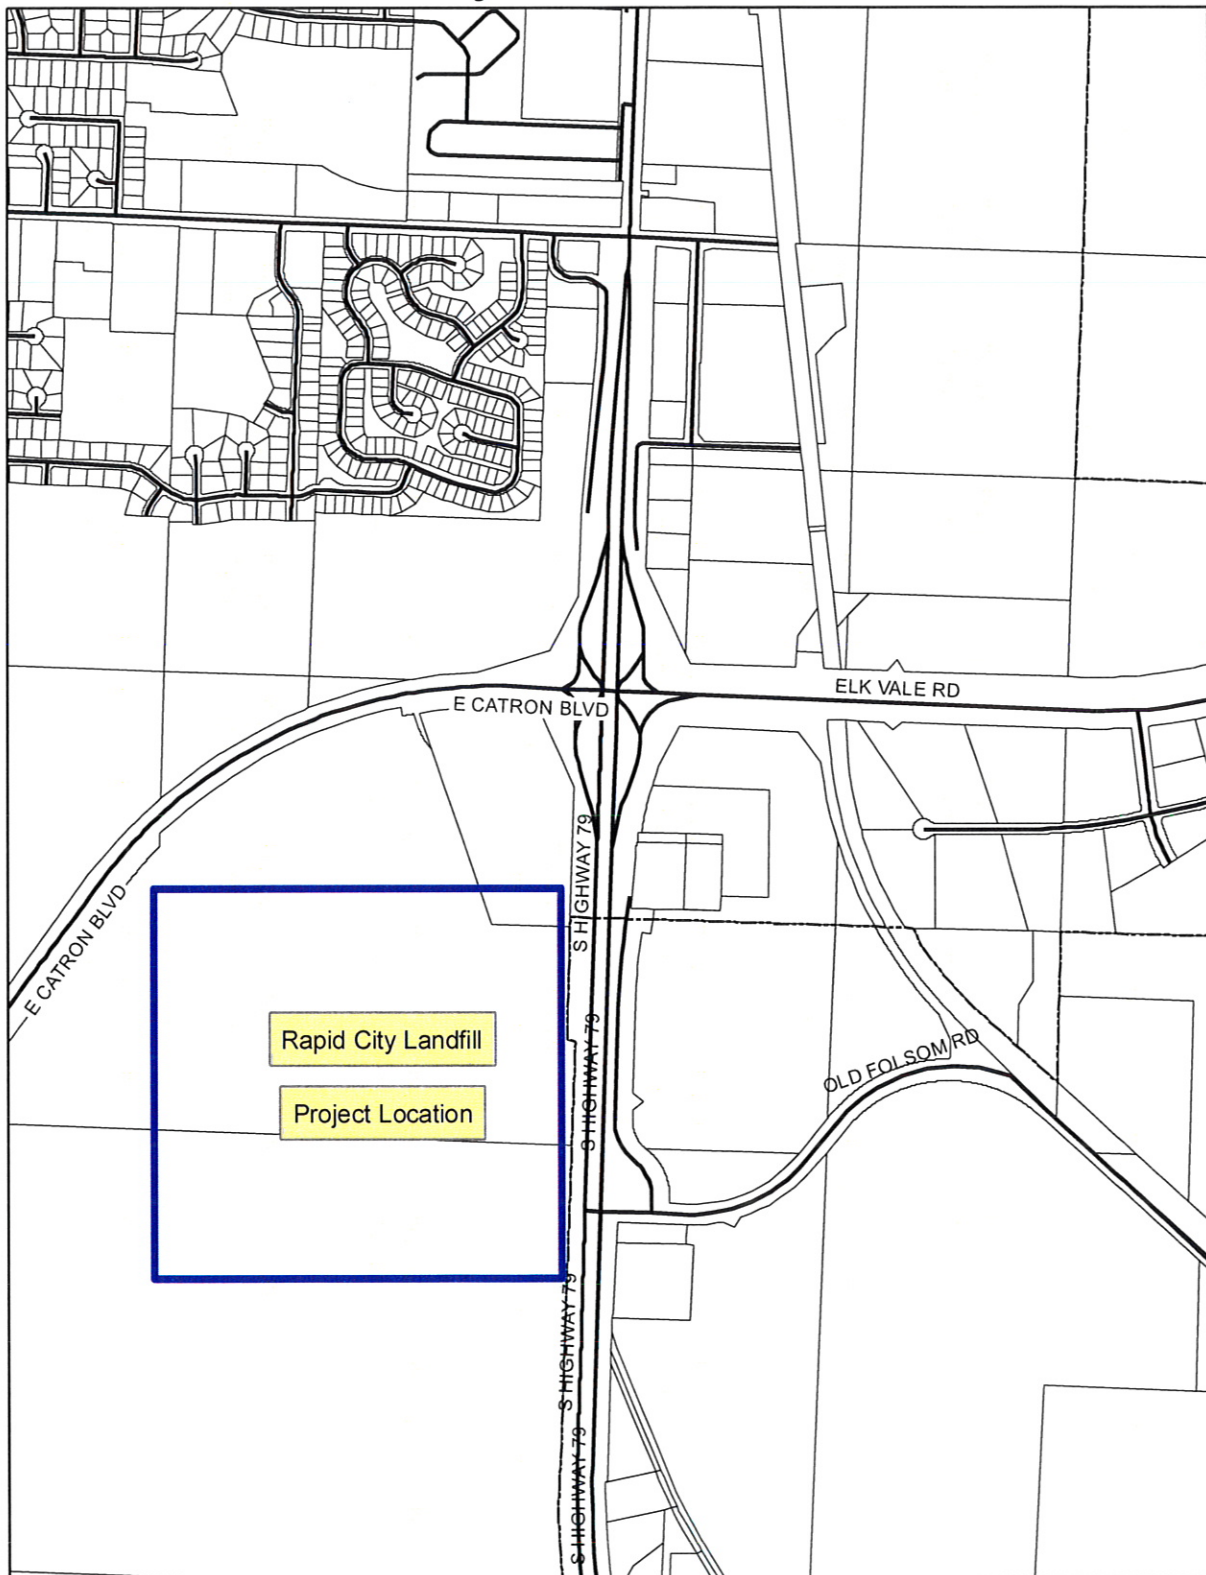 ELK VALE RD
E CATRON BLVD
S HIGHWAY 79
E CATRON BLVD
Rapid City Landfill
S HIGHWAY 79
OLD FOLSOM RD
Project Location
S HIGHWAY 79
S HIGHWAY 79